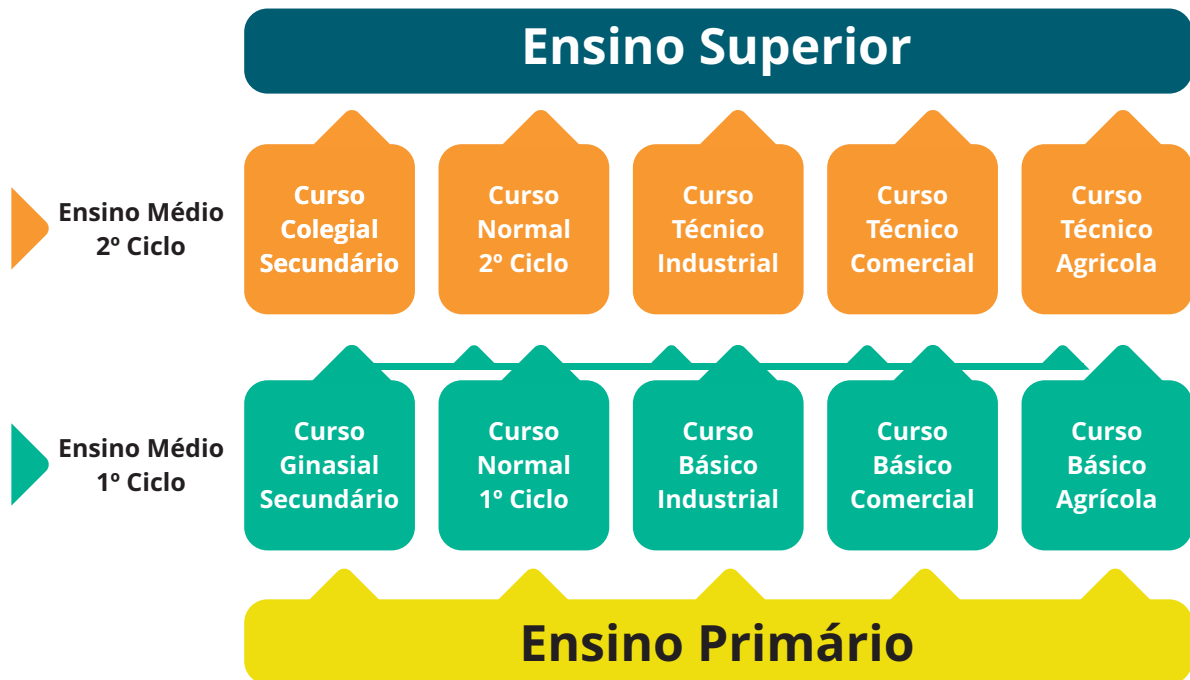 Ensino Superior
Ensino Médio
2º Ciclo
Curso
Colegial
Secundário
Curso
Normal
2º Ciclo
Curso
Técnico
Industrial
Curso
Técnico
Comercial
Curso
Técnico
Agricola
Ensino Médio
1º Ciclo
Curso
Ginasial
Secundário
Curso
Normal
1º Ciclo
Curso
Básico
Industrial
Curso
Básico
Comercial
Curso
Básico
Agrícola
Ensino Primário